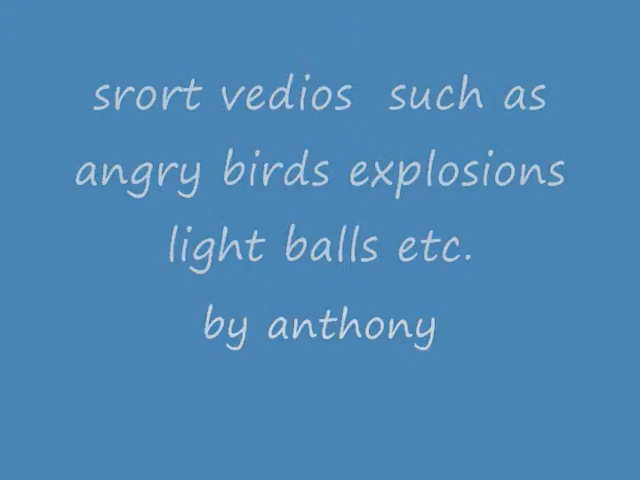 srort vedios  such as
angry birds explosions
light balls etc.
by anthony